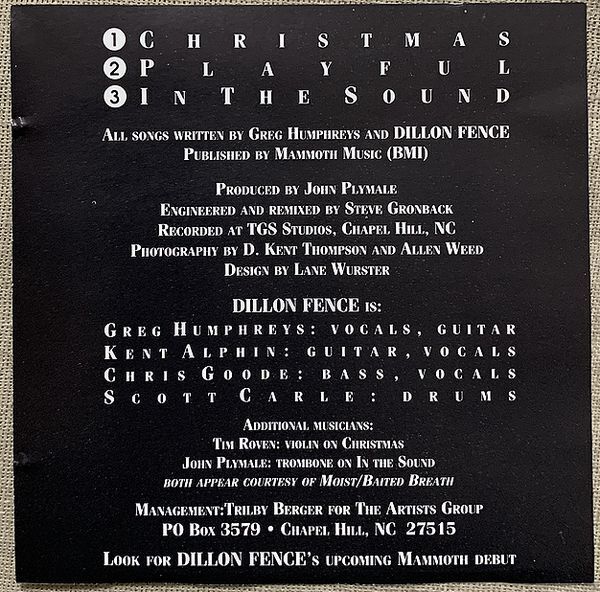 1 CHRISTMAS
2 PLAYFUL
3 IN THE SOUND
ALL SONGS WRITTEN BY GREG HUMPHREYS AND DILLON FENCE
PUBLISHED BY MAMMOTH MUSIC (BMI)
PRODUCED BY JOHN PLYMALE
ENGINEERED AND REMIXED BY STEVE GRONBACK
RECORDED AT TGS STUDIOS, CHAPEL HILL, NC
PHOTOGRAPHY BY D. KENT THOMPSON AND ALLEN WEED
DESIGN BY LANE WURSTER
DILLON FENCE IS:
GREG HUMPHREYS: VOCALS, GUITAR
KENT ALPHIN: GUITAR, VOCALS
CHRIS GOODE: BASS, VOCALS
SCOTT CARLE: DRUMS
ADDITIONAL MUSICIANS:
TIM ROVEN: VIOLIN ON CHRISTMAS
JOHN PLYMALE: TROMBONE ON IN THE SOUND
BOTH APPEAR COURTESY OF MOIST/BAITED BREATH
MANAGEMENT:TRILBY BERGER FOR THE ARTISTS GROUP
PO BOX 3579 • CHAPEL HILL, NC 27515
LOOK FOR DILLON FENCE'S UPCOMING MAMMOTH DEBUT